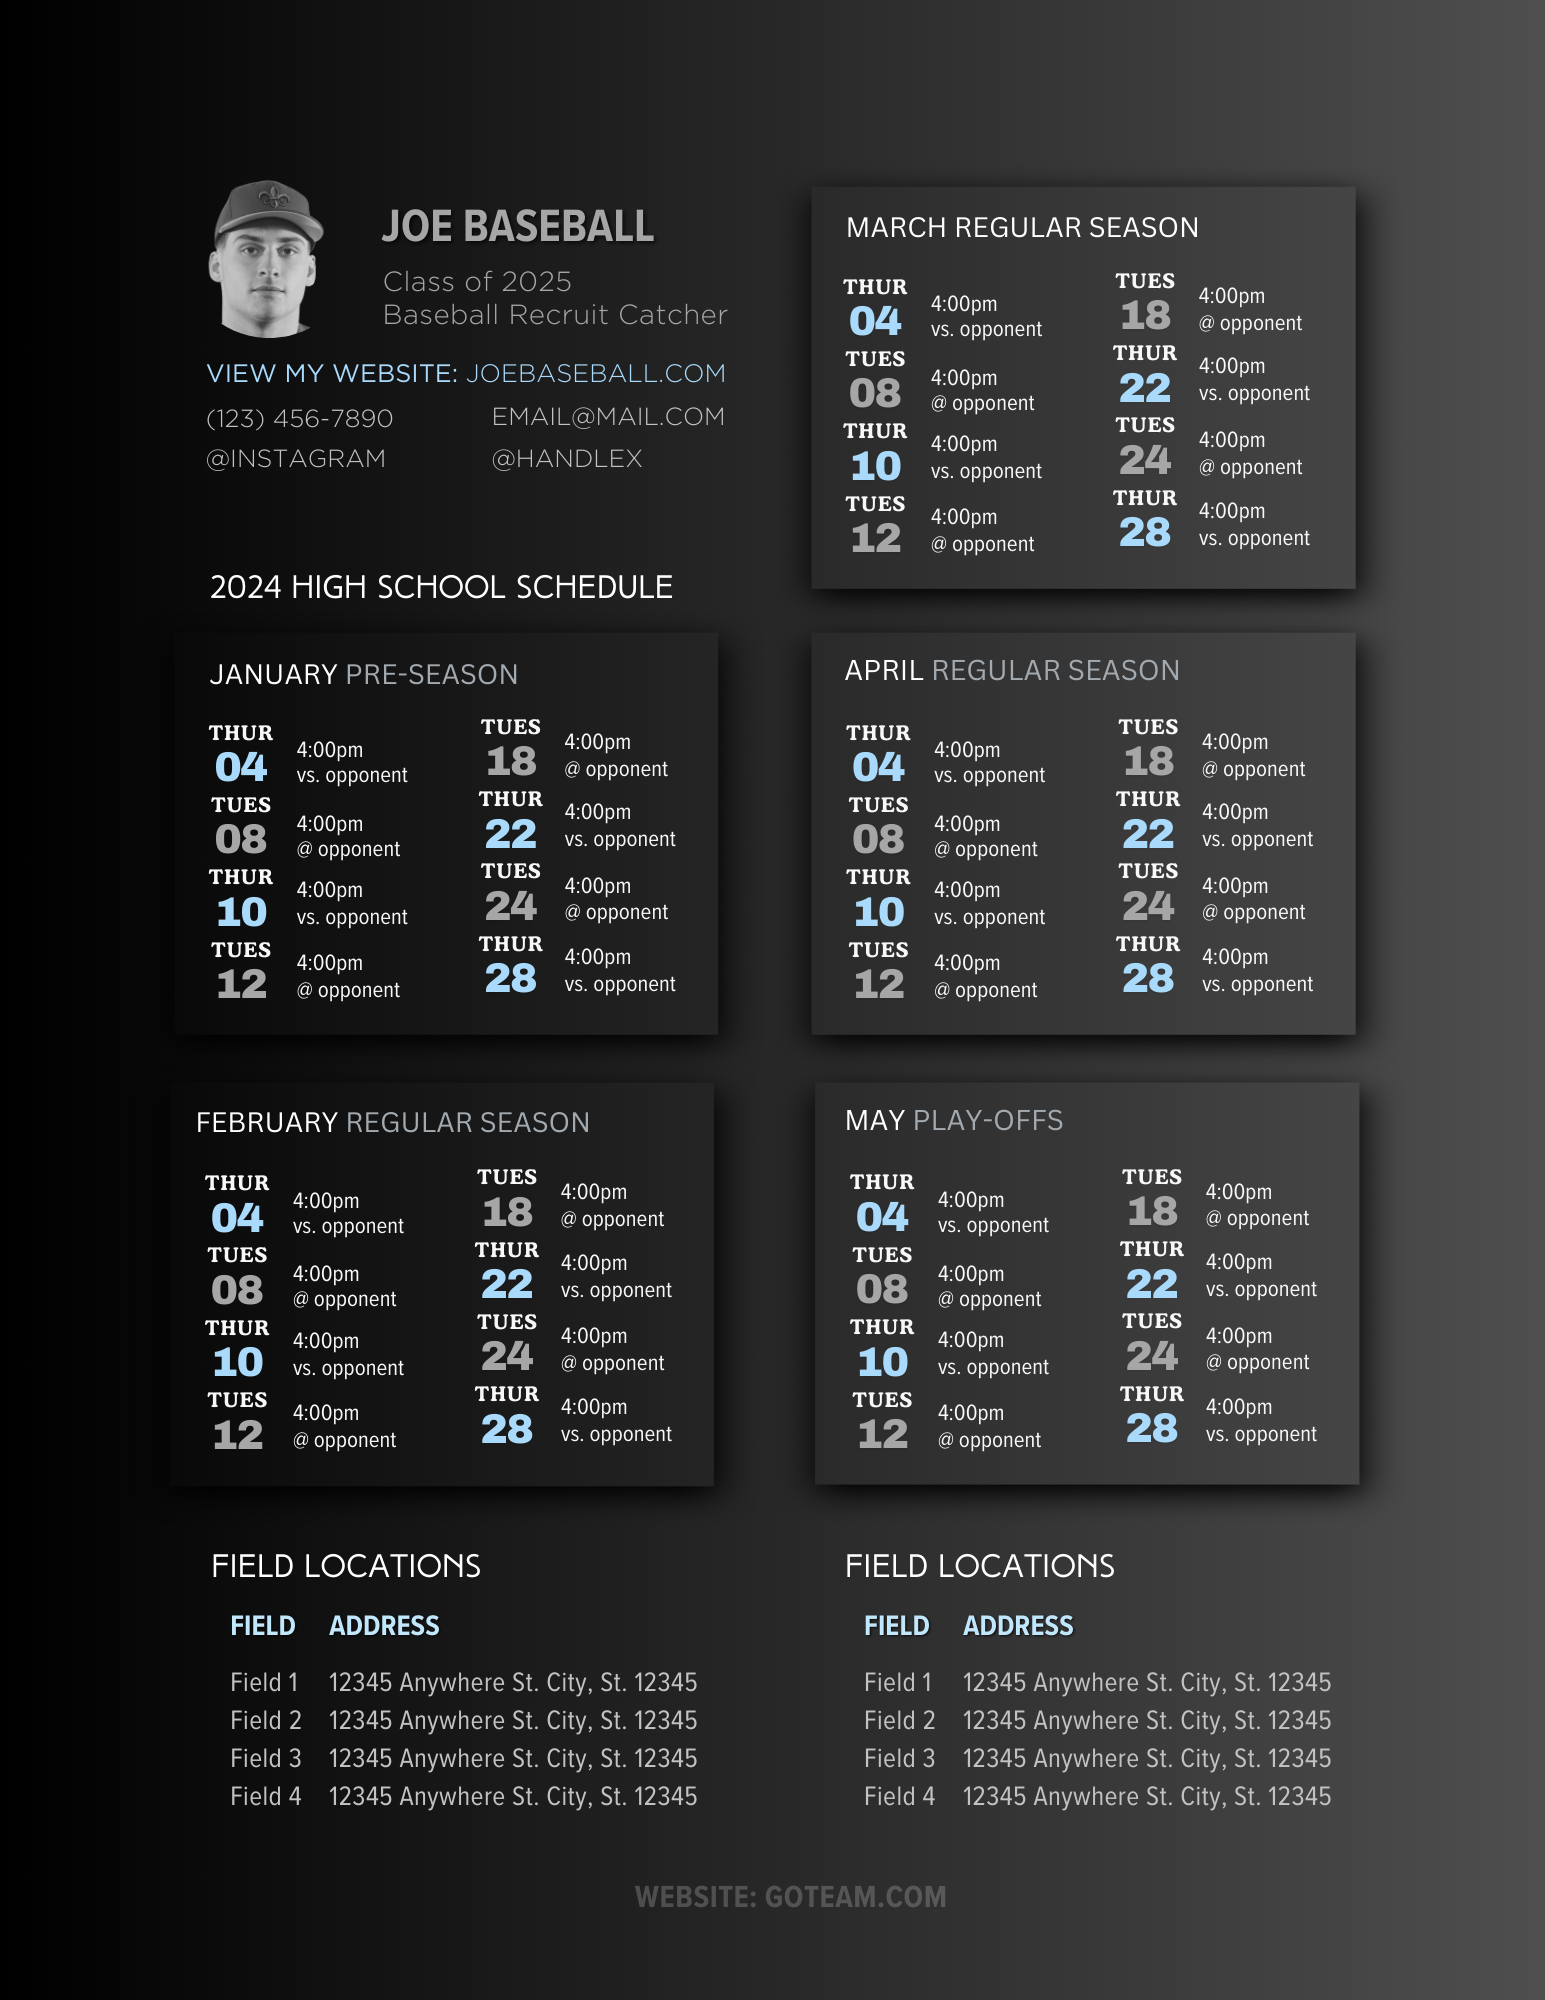 JOE BASEBALL
Class of 2025
Baseball Recruit Catcher
VIEW MY WEBSITE: JOEBASEBALL.COM
(123) 456-7890
EMAIL@MAIL.COM
@INSTAGRAM
@HANDLEX
2024 HIGH SCHOOL SCHEDULE
JANUARY PRE-SEASON
THUR
04
4:00pm
vs. opponent
TUES
08
4:00pm
@ opponent
THUR
10
4:00pm
vs. opponent
TUES
12
4:00pm
@ opponent
TUES
18
4:00pm
@ opponent
THUR
22
4:00pm
vs. opponent
TUES
24
4:00pm
@ opponent
THUR
28
4:00pm
vs. opponent
FEBRUARY REGULAR SEASON
THUR
04
4:00pm
vs. opponent
TUES
08
4:00pm
@ opponent
THUR
10
4:00pm
vs. opponent
TUES
12
4:00pm
@ opponent
TUES
18
4:00pm
@ opponent
THUR
22
4:00pm
vs. opponent
TUES
24
4:00pm
@ opponent
THUR
28
4:00pm
vs. opponent
FIELD LOCATIONS
FIELD ADDRESS
Field 1 12345 Anywhere St. City, St. 12345
Field 2 12345 Anywhere St. City, St. 12345
Field 3 12345 Anywhere St. City, St. 12345
Field 4 12345 Anywhere St. City, St. 12345
MARCH REGULAR SEASON
THUR
04
4:00pm
vs. opponent
TUES
08
4:00pm
@ opponent
THUR
10
4:00pm
vs. opponent
TUES
12
4:00pm
@ opponent
TUES
18
4:00pm
@ opponent
THUR
22
4:00pm
vs. opponent
TUES
24
4:00pm
@ opponent
THUR
28
4:00pm
vs. opponent
APRIL REGULAR SEASON
THUR
04
4:00pm
vs. opponent
TUES
08
4:00pm
@ opponent
THUR
10
4:00pm
vs. opponent
TUES
12
4:00pm
@ opponent
TUES
18
4:00pm
@ opponent
THUR
22
4:00pm
vs. opponent
TUES
24
4:00pm
@ opponent
THUR
28
4:00pm
vs. opponent
MAY PLAY-OFFS
THUR
04
4:00pm
vs. opponent
TUES
08
4:00pm
@ opponent
THUR
10
4:00pm
vs. opponent
TUES
12
4:00pm
@ opponent
TUES
18
4:00pm
@ opponent
THUR
22
4:00pm
vs. opponent
TUES
24
4:00pm
@ opponent
THUR
28
4:00pm
vs. opponent
FIELD LOCATIONS
FIELD ADDRESS
Field 1 12345 Anywhere St. City, St. 12345
Field 2 12345 Anywhere St. City, St. 12345
Field 3 12345 Anywhere St. City, St. 12345
Field 4 12345 Anywhere St. City, St. 12345
WEBSITE: GOTEAM.COM